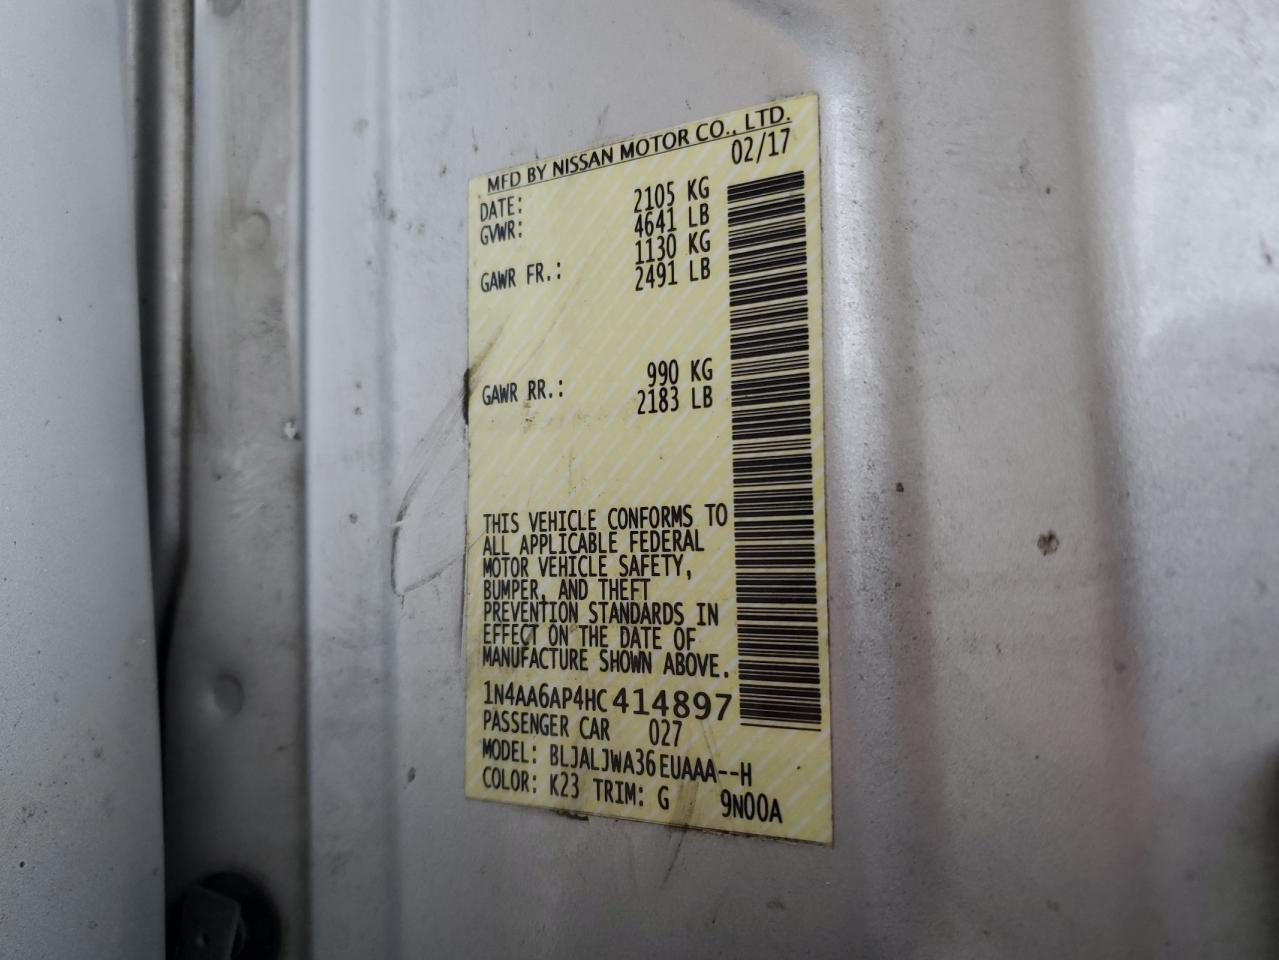 MFD BY NISSAN MOTOR CO., LTD.
DATE: 02/17
GVWR: 2105 KG
4641 LB
GAWR FR.: 1130 KG
2491 LB
GAWR RR.: 990 KG
2183 LB
THIS VEHICLE CONFORMS TO
ALL APPLICABLE FEDERAL
MOTOR VEHICLE SAFETY,
BUMPER, AND THEFT
PREVENTION STANDARDS IN
EFFECT ON THE DATE OF
MANUFACTURE SHOWN ABOVE.
1N4AA6AP4HC414897
PASSENGER CAR 027
MODEL: BLJALJWA36EUAAA--H
COLOR: K23 TRIM: G 9N00A